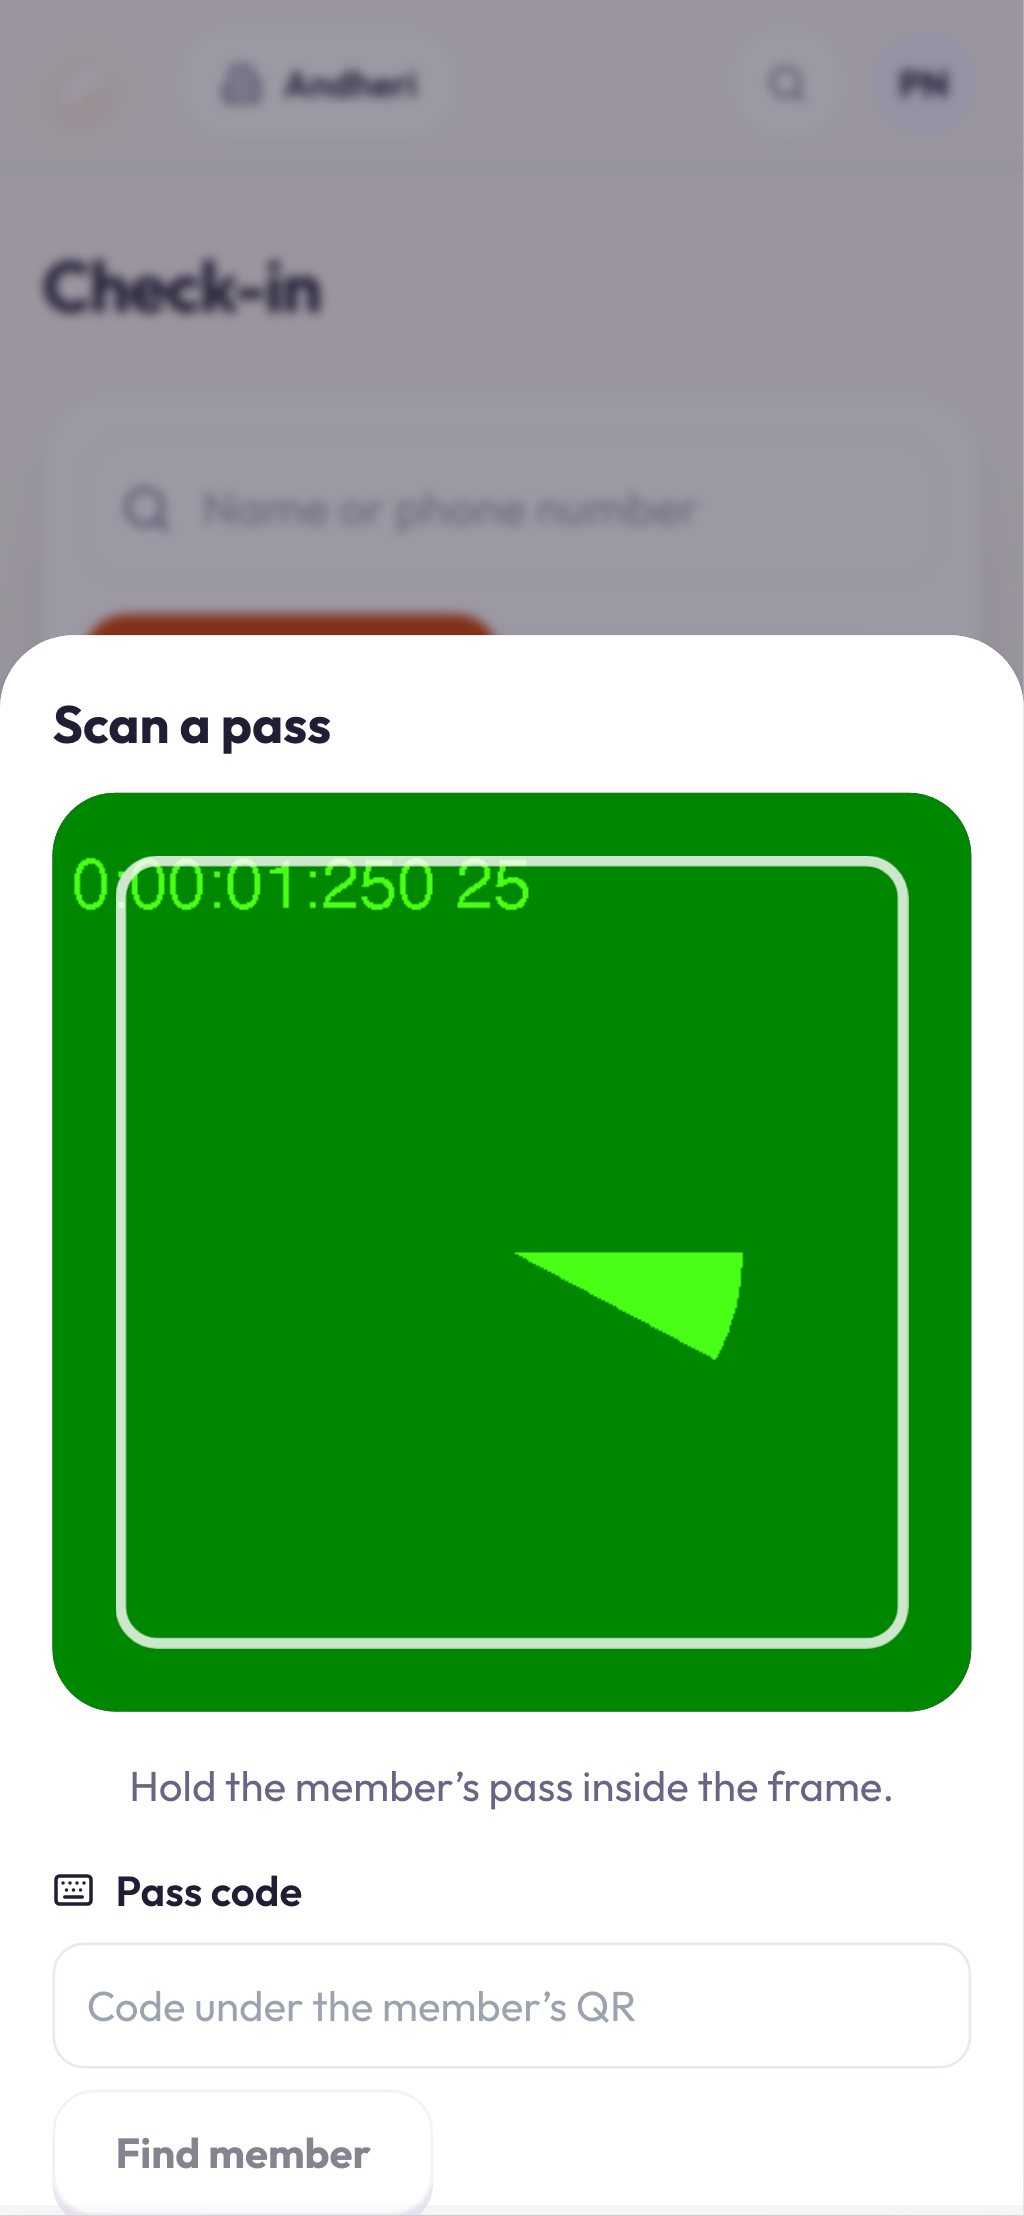 Andheri
PN
Check-in
Name or phone number
Scan a pass
0:00:01:250 25
Hold the member’s pass inside the frame.
Pass code
Code under the member’s QR
Find member